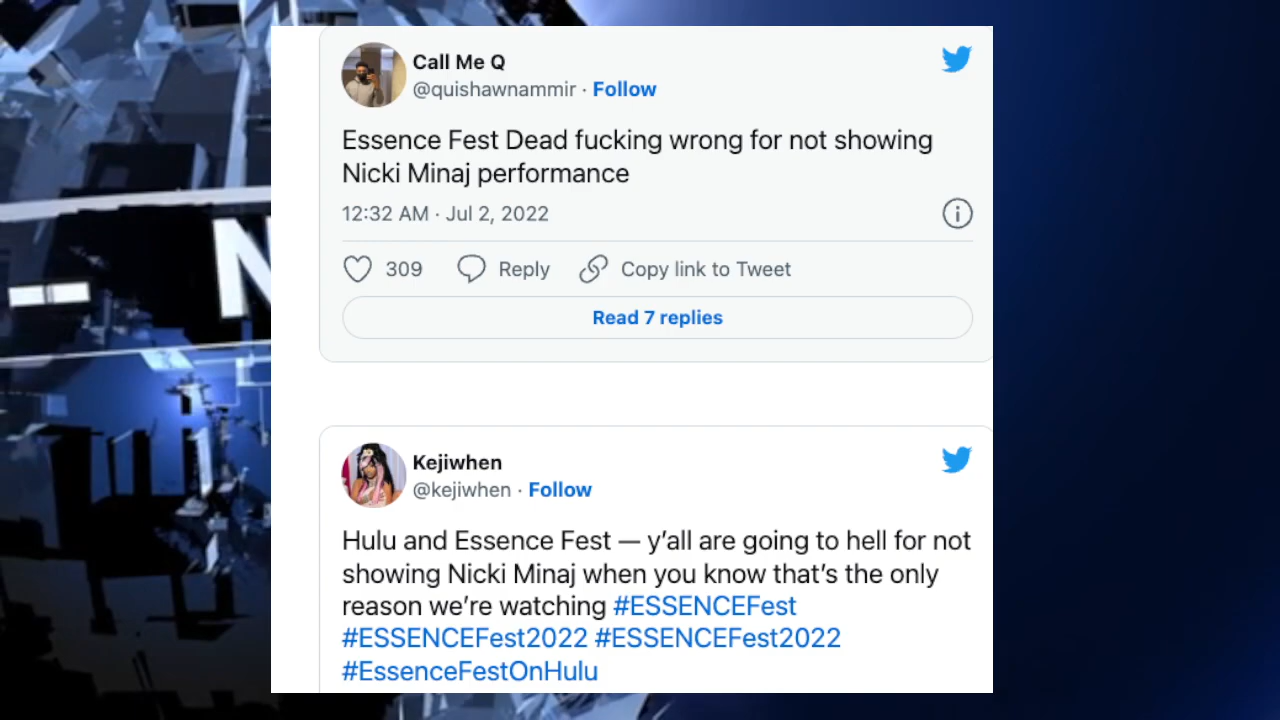 Call Me Q
@quishawnammir · Follow
Essence Fest Dead fucking wrong for not showing
Nicki Minaj performance
12:32 AM · Jul 2, 2022
309 Reply Copy link to Tweet
Read 7 replies
N
Kejiwhen
@kejiwhen · Follow
Hulu and Essence Fest — y’all are going to hell for not
showing Nicki Minaj when you know that’s the only
reason we’re watching #ESSENCEFest
#ESSENCEFest2022 #ESSENCEFest2022
#EssenceFestOnHulu